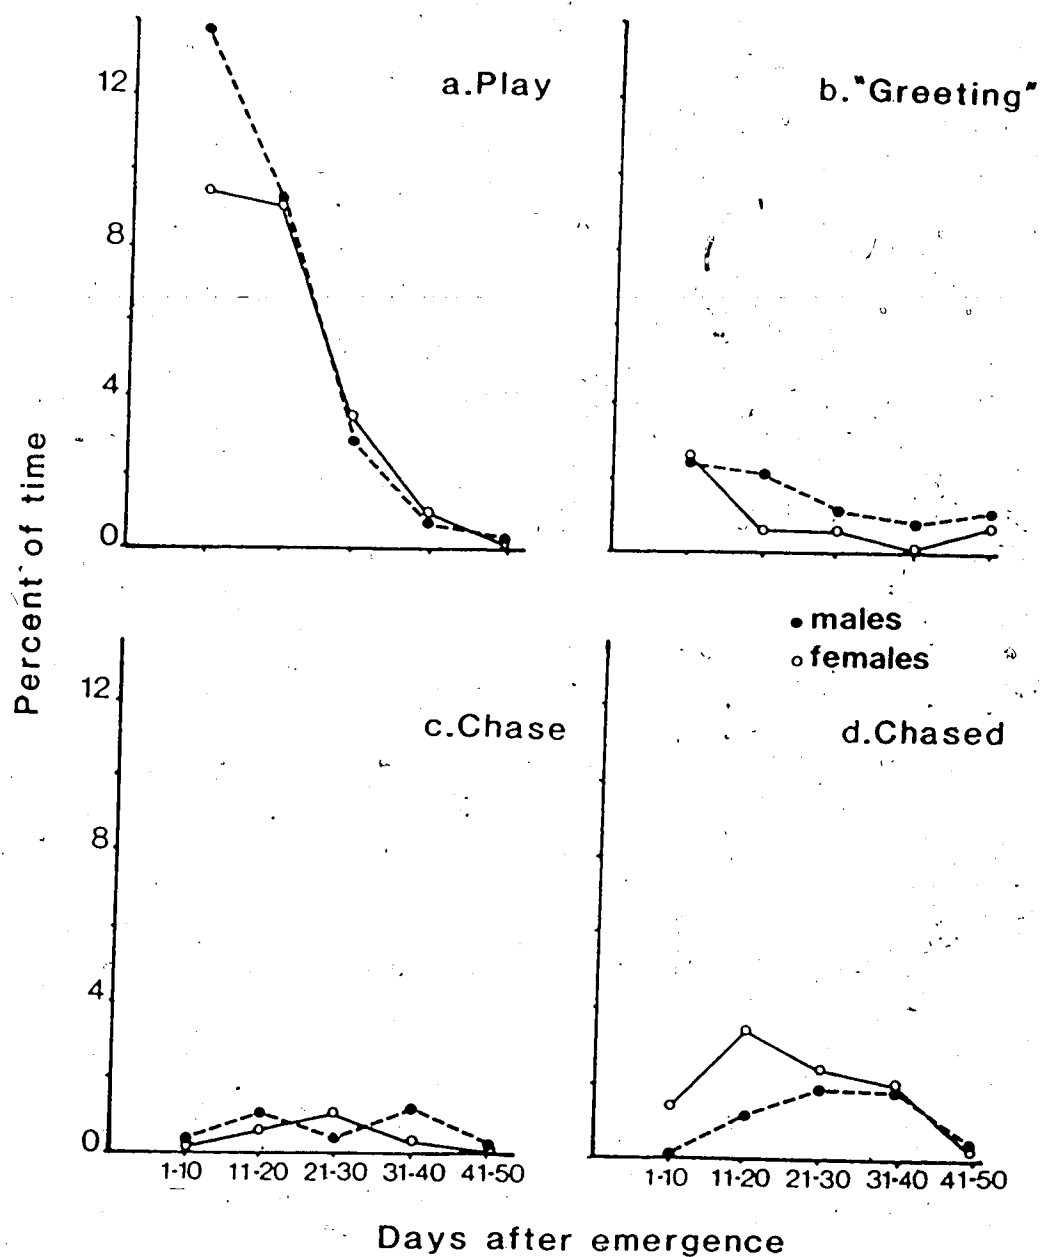 a.Play
b."Greeting"
12
8
4
0
Percent of time
• males
○ females
c.Chase
d.Chased
12
8
4
0
1-10 11-20 21-30 31-40 41-50
1-10 11-20 21-30 31-40 41-50
Days after emergence